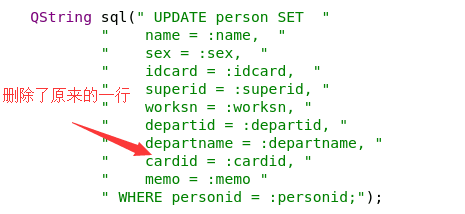 QString sql(" UPDATE person SET  "
"    name = :name,  "
"    sex = :sex,  "
"    idcard = :idcard,  "
"    superid = :superid, "
删除了原来的一行
"    worksn = :worksn, "
"    departid = :departid, "
"    departname = :departname, "
"    cardid = :cardid, "
"    memo = :memo "
" WHERE personid = :personid;");